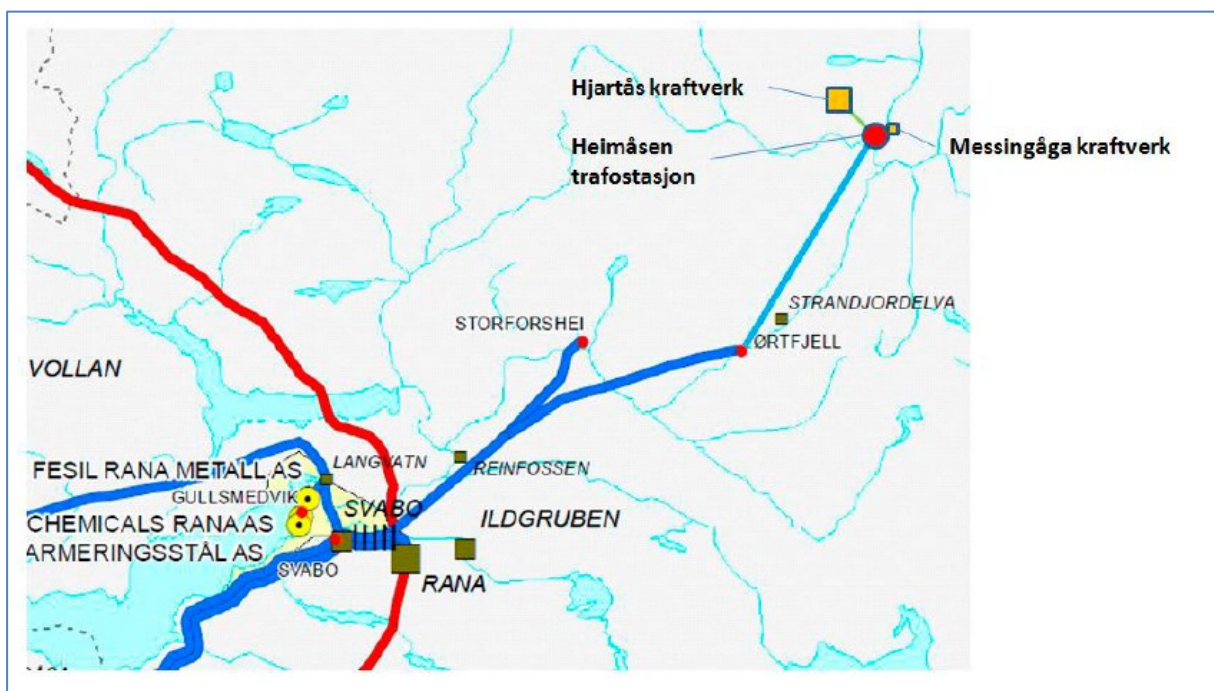 Hjartås kraftverk
Heimåsen
trafostasjon
Messingåga kraftverk
STRANDJORDELVA
STORFORSHEI
ØRTFJELL
VOLLAN
FESIL RANA METALL AS
LANGVATN
REINFOSSEN
GULLSMEDVIK
SVABO
ILDGRUBEN
CHEMICALS RANA AS
ARMERINGSSTÅL AS
SVABO
RANA